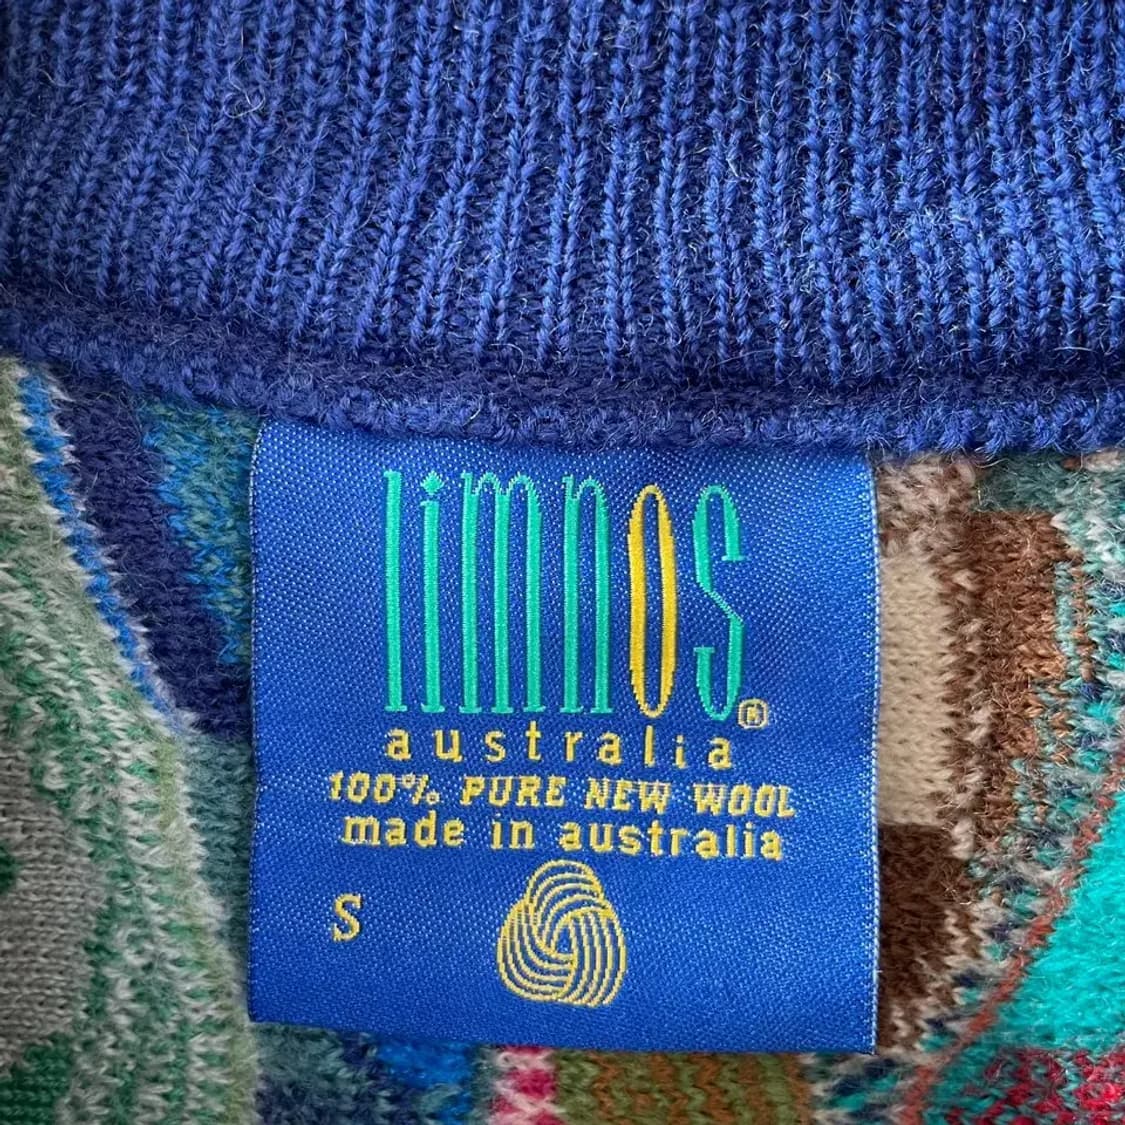 limnos®
australia
100% PURE NEW WOOL
made in australia
S